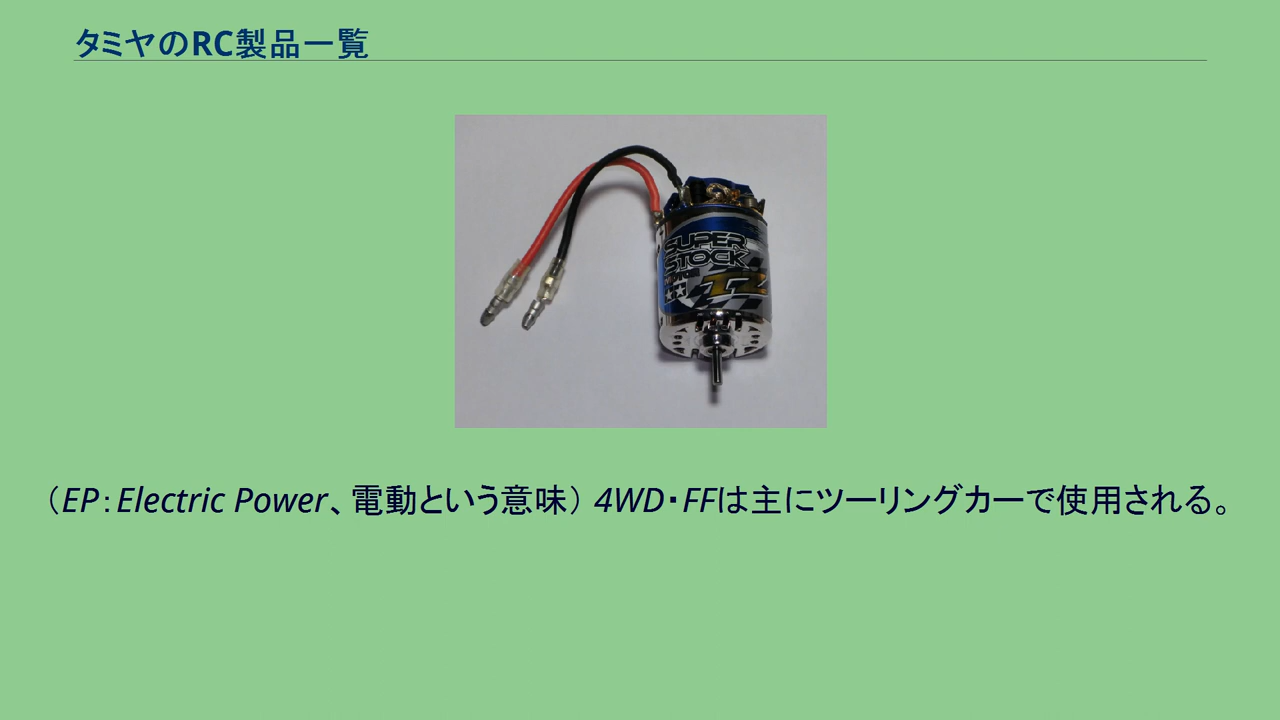 タミヤのRC製品一覧
SUPER
STOCK
MOTOR
TZ
（EP：Electric Power、電動という意味） 4WD・FFは主にツーリングカーで使用される。